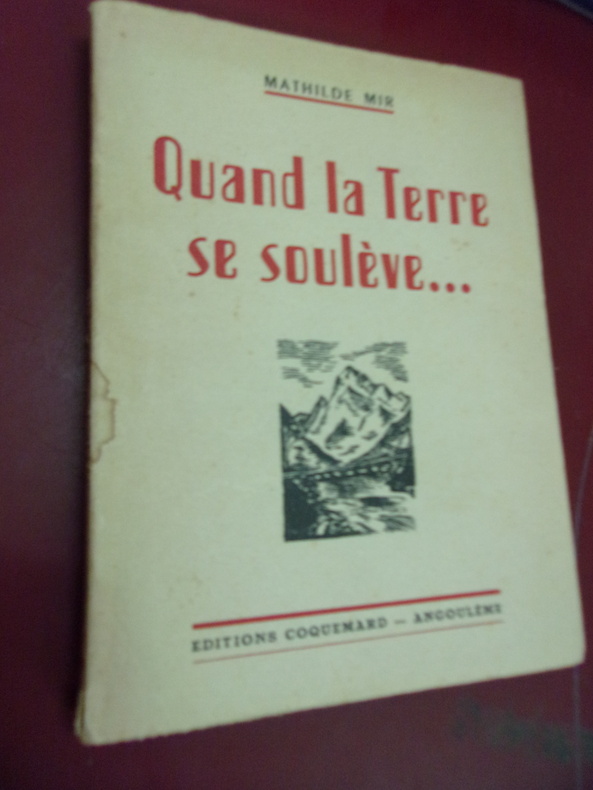 MATHILDE MIR
Quand la Terre
se soulève...
EDITIONS COQUEMARD — ANGOULÊME